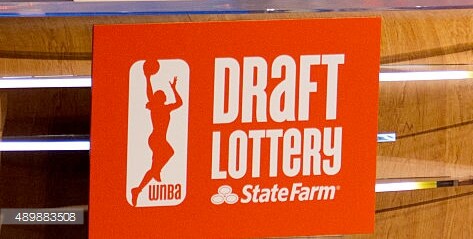 DRAFT
LOTTERY
WNBA
StateFarm®
489883508